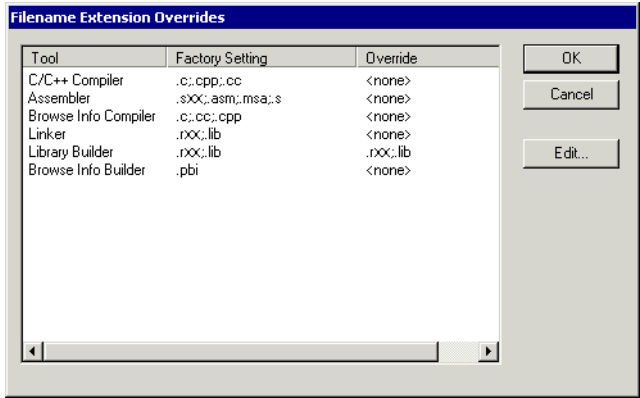 Filename Extension Overrides
Tool Factory Setting Override OK
C/C++ Compiler .c;.cpp;.cc <none>
Assembler .sxx;.asm;.msa;.s <none> Cancel
Browse Info Compiler .c;.cc;.cpp <none>
Linker .rxx;.lib <none>
Library Builder .rxx;.lib .rxx;.lib Edit...
Browse Info Builder .pbi <none>